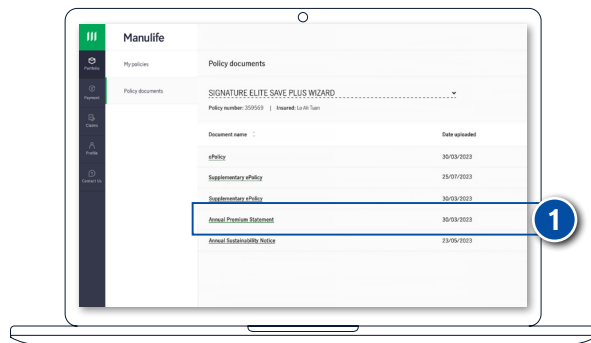 Manulife
Portfolio
Payment
Claims
Profile
Contact Us
My policies
Policy documents
Policy documents
SIGNATURE ELITE SAVE PLUS WIZARD
Policy number: 359569 | Insured: Lo Ah Tuan
Document name Date uploaded
ePolicy 30/03/2023
Supplementary ePolicy 25/07/2023
Supplementary ePolicy 30/03/2023
Annual Premium Statement 30/03/2023
1
Annual Sustainability Notice 23/05/2023